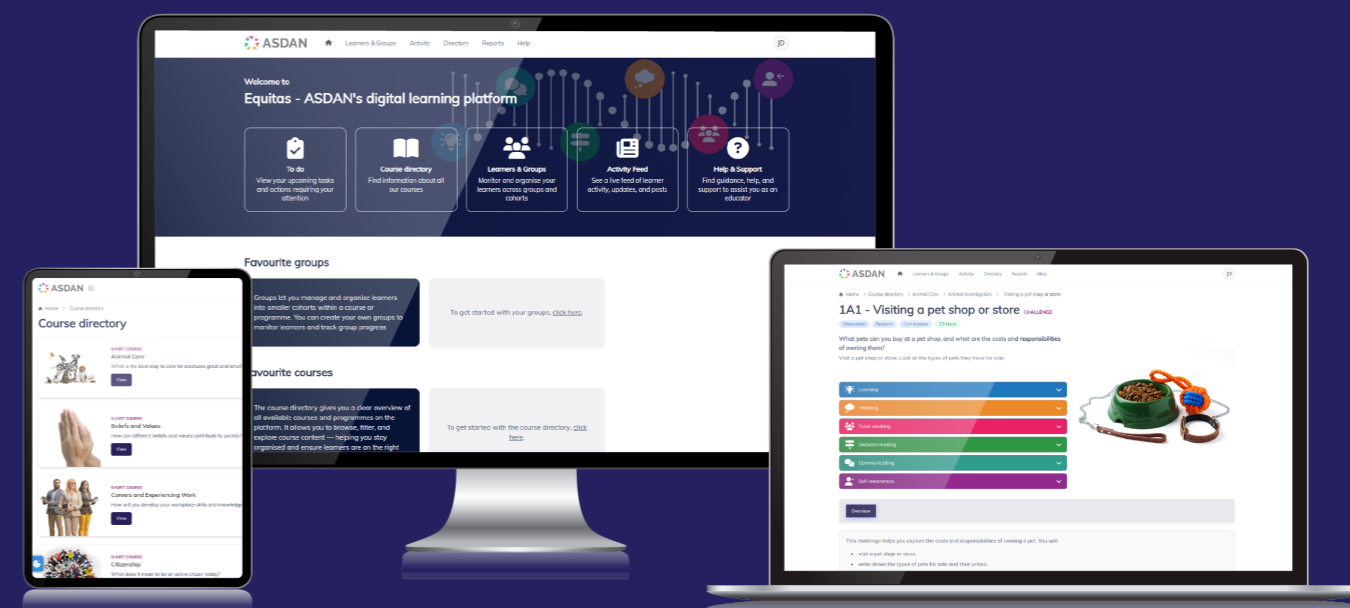 ASDAN
Learners & Groups Activity Directory Reports Help
JD
Welcome to
Equitas - ASDAN's digital learning platform
To do
View your upcoming tasks
and actions requiring your
attention
Course directory
Find information about all
our courses
Learners & Groups
Monitor and organise your
learners across groups and
cohorts
Activity Feed
See a live feed of learner
activity, updates, and posts
Help & Support
Find guidance, help, and
support to assist you as an
educator
Favourite groups
Groups let you manage and organise learners
into smaller cohorts within a course or
programme. You can create your own groups to
monitor learners and track group progress
To get started with your groups, click here.
avourite courses
The course directory gives you a clear overview of
all available courses and programmes on the
platform. It allows you to browse, filter, and
explore course content — helping you stay
organised and ensure learners are on the right
To get started with the course directory, click
here.
ASDAN
Home > Course directory
Course directory
SHORT COURSE
Animal Care
What is the best way to care for creatures great and small
View
SHORT COURSE
Beliefs and Values
How can different beliefs and values contribute to society?
View
SHORT COURSE
Careers and Experiencing Work
How will you develop your workplace skills and knowledge
View
SHORT COURSE
Citizenship
What does it mean to be an active citizen today?
ASDAN
Learners & Groups Activity Directory Reports Help
JD
Home > Course directory > Animal Care > Animal Investigation > Visiting a pet shop or store
1A1 - Visiting a pet shop or store CHALLENGE
Research Cost Analysis
What pets can you buy at a pet shop, and what are the costs and responsibilities
of owning them?
Visit a pet shop or store. Look at the types of pets they have for sale.
Learning
Thinking
Team working
Decision making
Communicating
Self-awareness
Overview
This challenge helps you explore the costs and responsibilities of owning a pet. You will:
visit a pet shop or store.
write down the types of pets for sale and their prices.